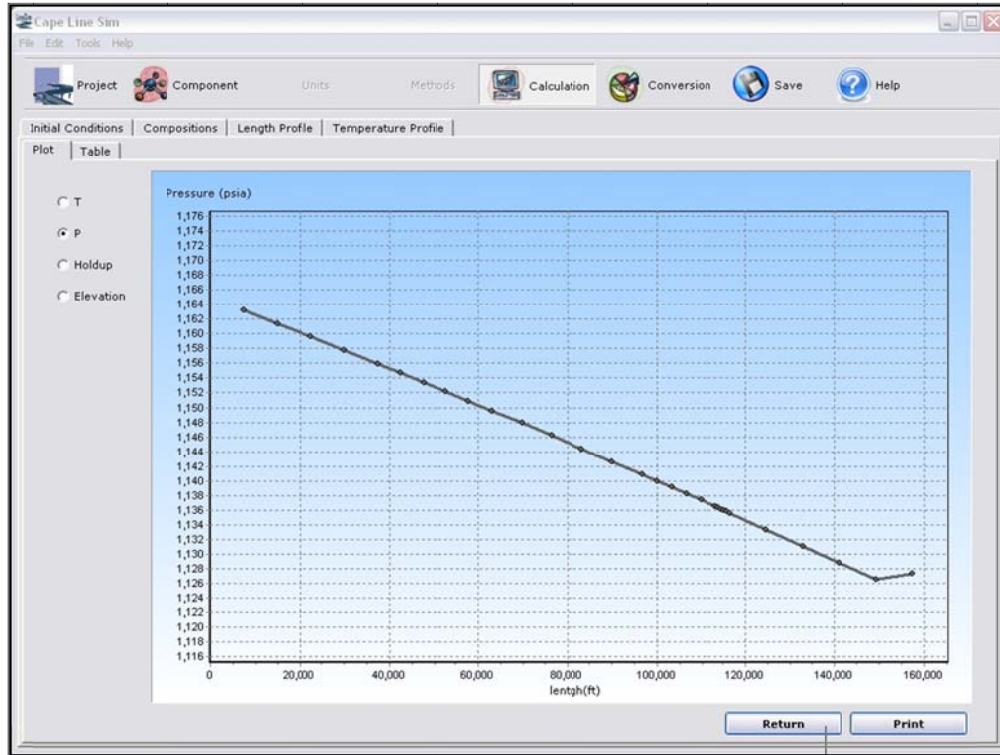 Cape Line Sim
File Edit Tools Help
Project Component Units Methods Calculation Conversion Save Help
Initial Conditions Compositions Length Profle Temperature Profile
Plot Table
T
P
Holdup
Elevation
Pressure (psia)
1,176
1,174
1,172
1,170
1,168
1,166
1,164
1,162
1,160
1,158
1,156
1,154
1,152
1,150
1,148
1,146
1,144
1,142
1,140
1,138
1,136
1,134
1,132
1,130
1,128
1,126
1,124
1,122
1,120
1,118
1,116
0 20,000 40,000 60,000 80,000 100,000 120,000 140,000 160,000
lentgh(ft)
Return Print